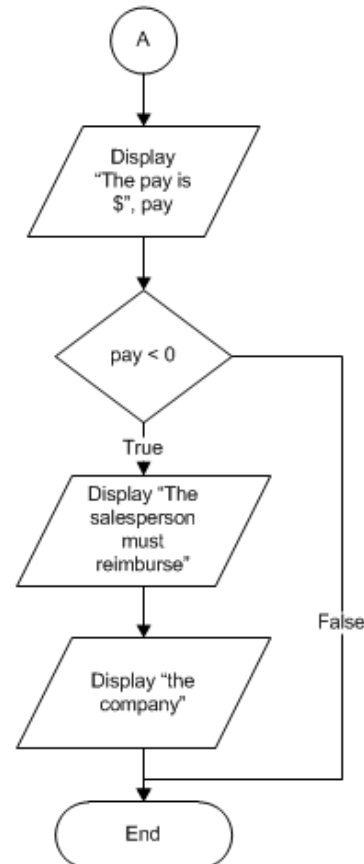 A
Display
“The pay is
$”, pay
pay < 0
True
Display “The
salesperson
must
reimburse”
False
Display “the
company”
End